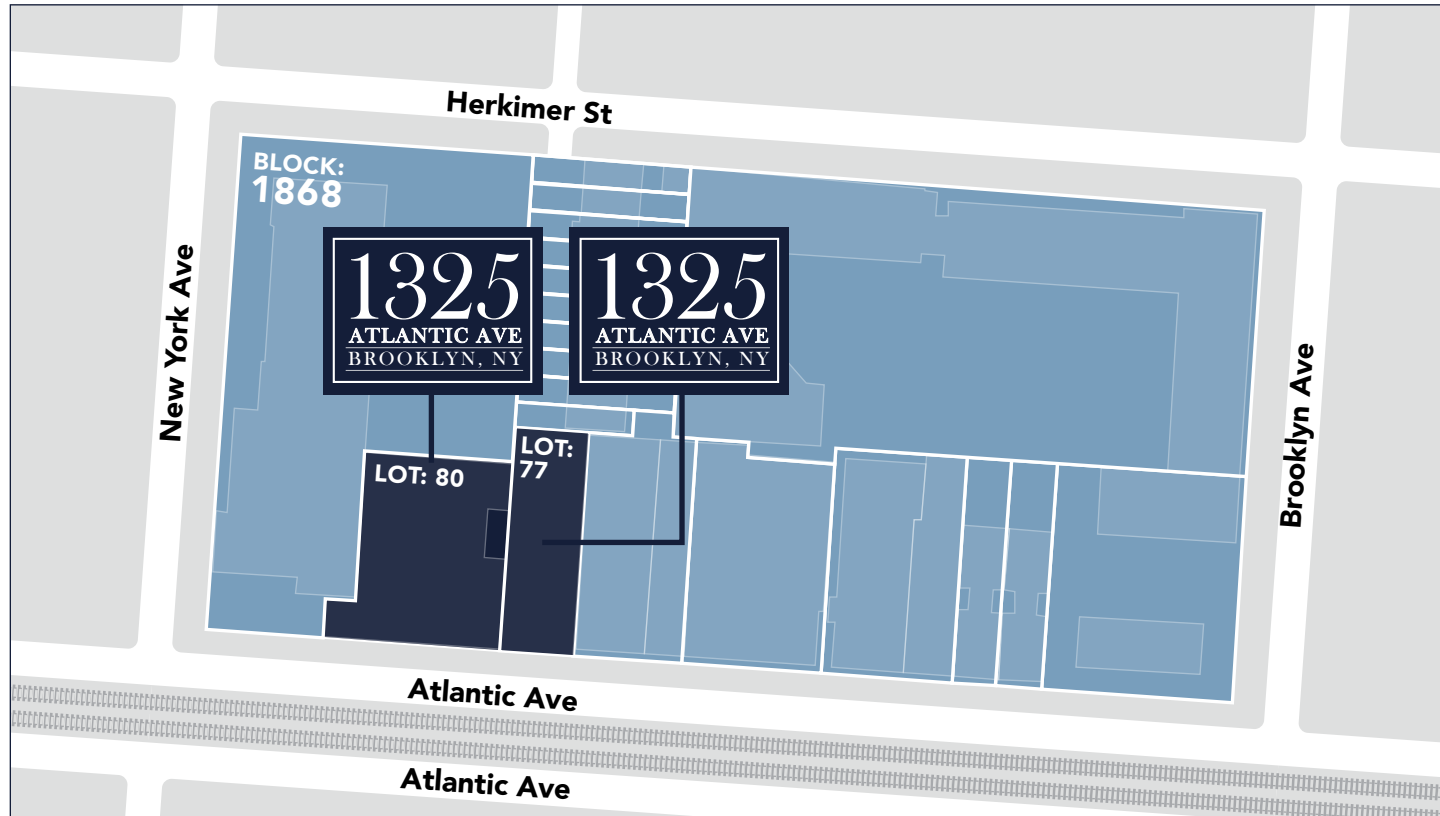 Herkimer St
BLOCK:
1868
New York Ave
1325
ATLANTIC AVE
BROOKLYN, NY
1325
ATLANTIC AVE
BROOKLYN, NY
Brooklyn Ave
LOT: 80
LOT:
77
Atlantic Ave
Atlantic Ave